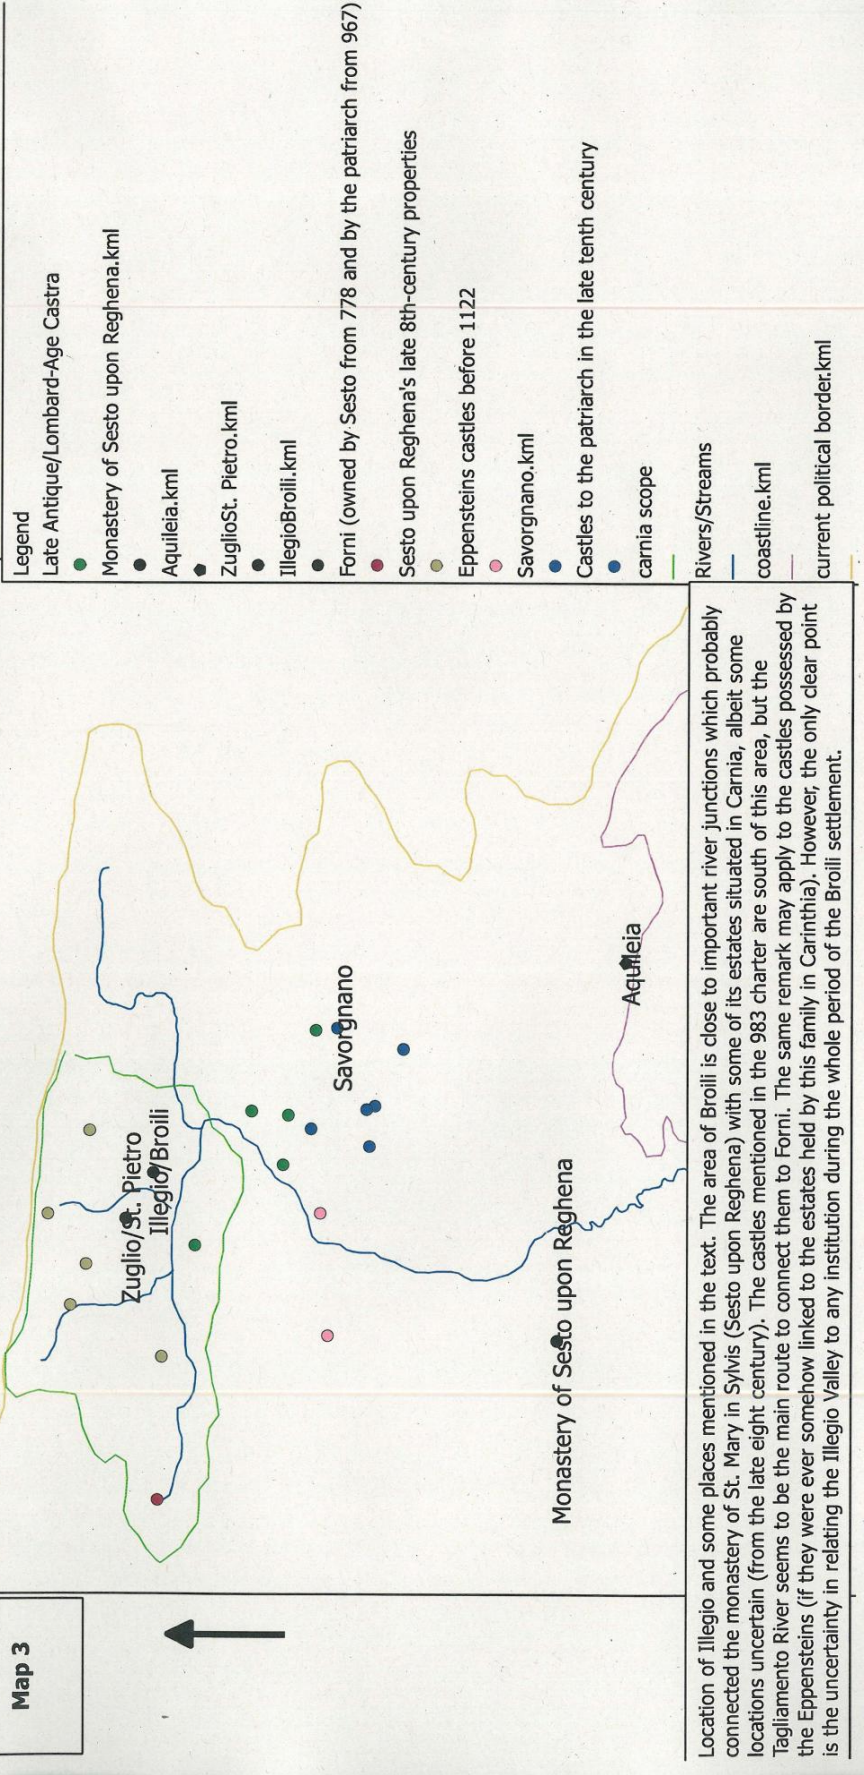 Map 3
Zuglio/St. Pietro
Illegio/Broili
Savorgnano
Monastery of Sesto upon Reghena
Aquileia
Legend
Late Antique/Lombard-Age Castra
Monastery of Sesto upon Reghena.kml
Aquileia.kml
ZuglioSt. Pietro.kml
IllegioBroili.kml
Forni (owned by Sesto from 778 and by the patriarch from 967)
Sesto upon Reghena's late 8th-century properties
Eppensteins castles before 1122
Savorgnano.kml
Castles to the patriarch in the late tenth century
carnia scope
Rivers/Streams
coastline.kml
current political border.kml
Location of Illegio and some places mentioned in the text. The area of Broili is close to important river junctions which probably
connected the monastery of St. Mary in Sylvis (Sesto upon Reghena) with some of its estates situated in Carnia, albeit some
locations uncertain (from the late eight century). The castles mentioned in the 983 charter are south of this area, but the
Tagliamento River seems to be the main route to connect them to Forni. The same remark may apply to the castles possessed by
the Eppensteins (if they were ever somehow linked to the estates held by this family in Carinthia). However, the only clear point
is the uncertainty in relating the Illegio Valley to any institution during the whole period of the Broili settlement.